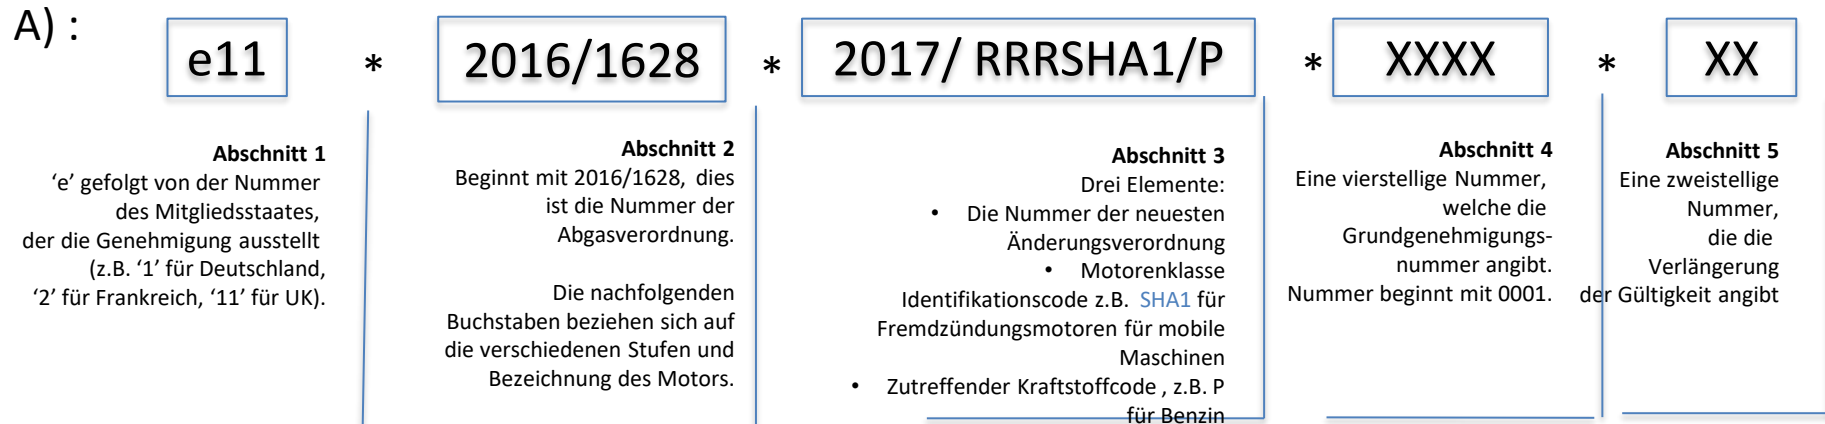 A) :
e11 * 2016/1628 * 2017/ RRRSHA1/P * XXXX * XX
Abschnitt 1
‘e’ gefolgt von der Nummer
des Mitgliedsstaates,
der die Genehmigung ausstellt
(z.B. ‘1’ für Deutschland,
‘2’ für Frankreich, ‘11’ für UK).
Abschnitt 2
Beginnt mit 2016/1628, dies
ist die Nummer der
Abgasverordnung.
Die nachfolgenden
Buchstaben beziehen sich auf
die verschiedenen Stufen und
Bezeichnung des Motors.
Abschnitt 3
Drei Elemente:
• Die Nummer der neuesten
Änderungsverordnung
• Motorenklasse
Identifikationscode z.B. SHA1 für
Fremdzündungsmotoren für mobile
Maschinen
• Zutreffender Kraftstoffcode , z.B. P
für Benzin
Abschnitt 4
Eine vierstellige Nummer,
welche die
Grundgenehmigungs-
nummer angibt.
Nummer beginnt mit 0001.
Abschnitt 5
Eine zweistellige
Nummer,
die die
Verlängerung
der Gültigkeit angibt